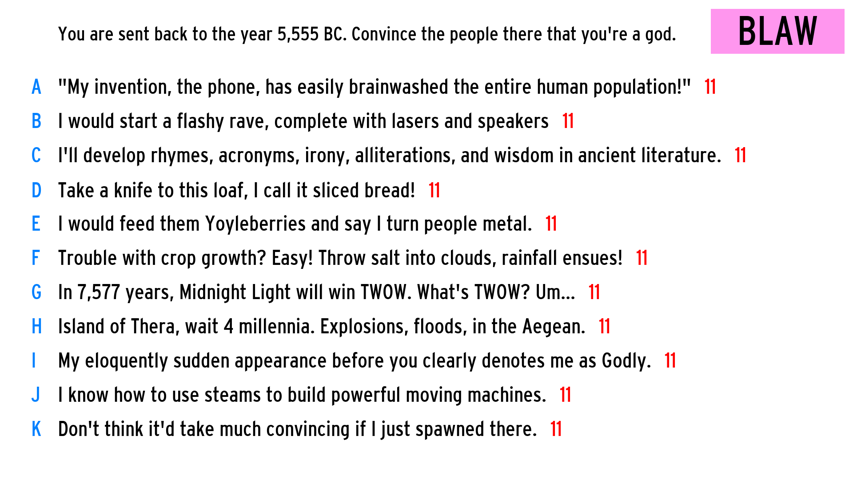 You are sent back to the year 5,555 BC. Convince the people there that you're a god.
BLAW
A "My invention, the phone, has easily brainwashed the entire human population!" 11
B I would start a flashy rave, complete with lasers and speakers 11
C I'll develop rhymes, acronyms, irony, alliterations, and wisdom in ancient literature. 11
D Take a knife to this loaf, I call it sliced bread! 11
E I would feed them Yoyleberries and say I turn people metal. 11
F Trouble with crop growth? Easy! Throw salt into clouds, rainfall ensues! 11
G In 7,577 years, Midnight Light will win TWOW. What's TWOW? Um... 11
H Island of Thera, wait 4 millennia. Explosions, floods, in the Aegean. 11
I My eloquently sudden appearance before you clearly denotes me as Godly. 11
J I know how to use steams to build powerful moving machines. 11
K Don't think it'd take much convincing if I just spawned there. 11